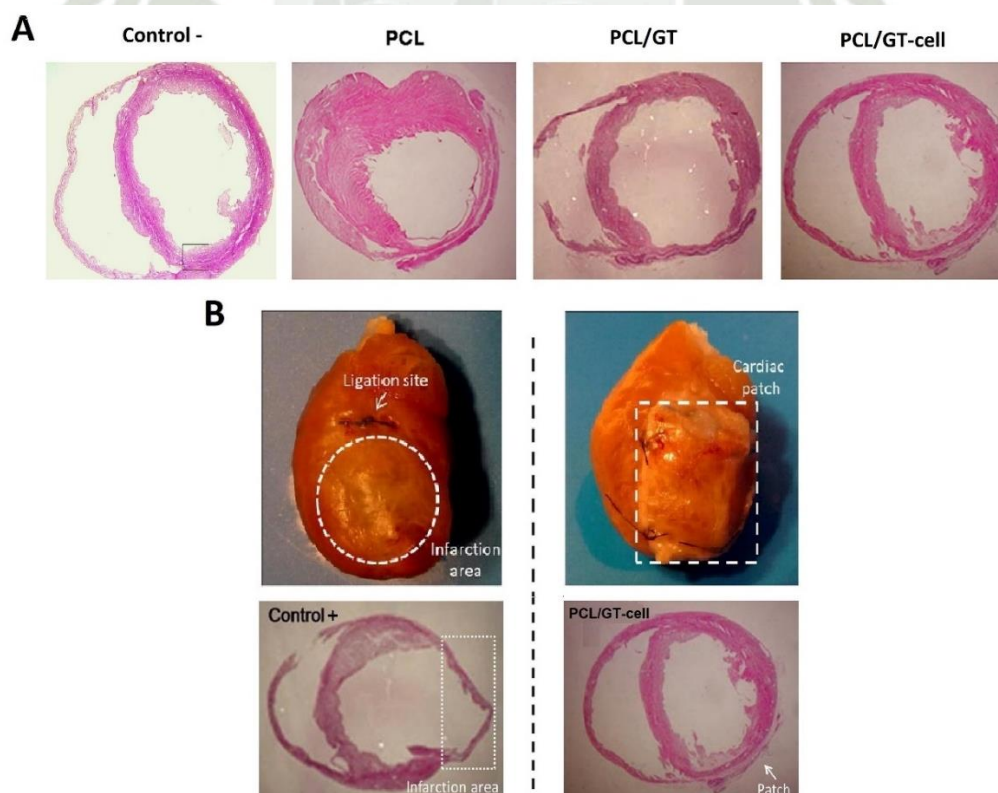 A
Control -
PCL
PCL/GT
PCL/GT-cell
B
Ligation site
Infarction
area
Cardiac
patch
Control +
Infarction area
PCL/GT-cell
Patch